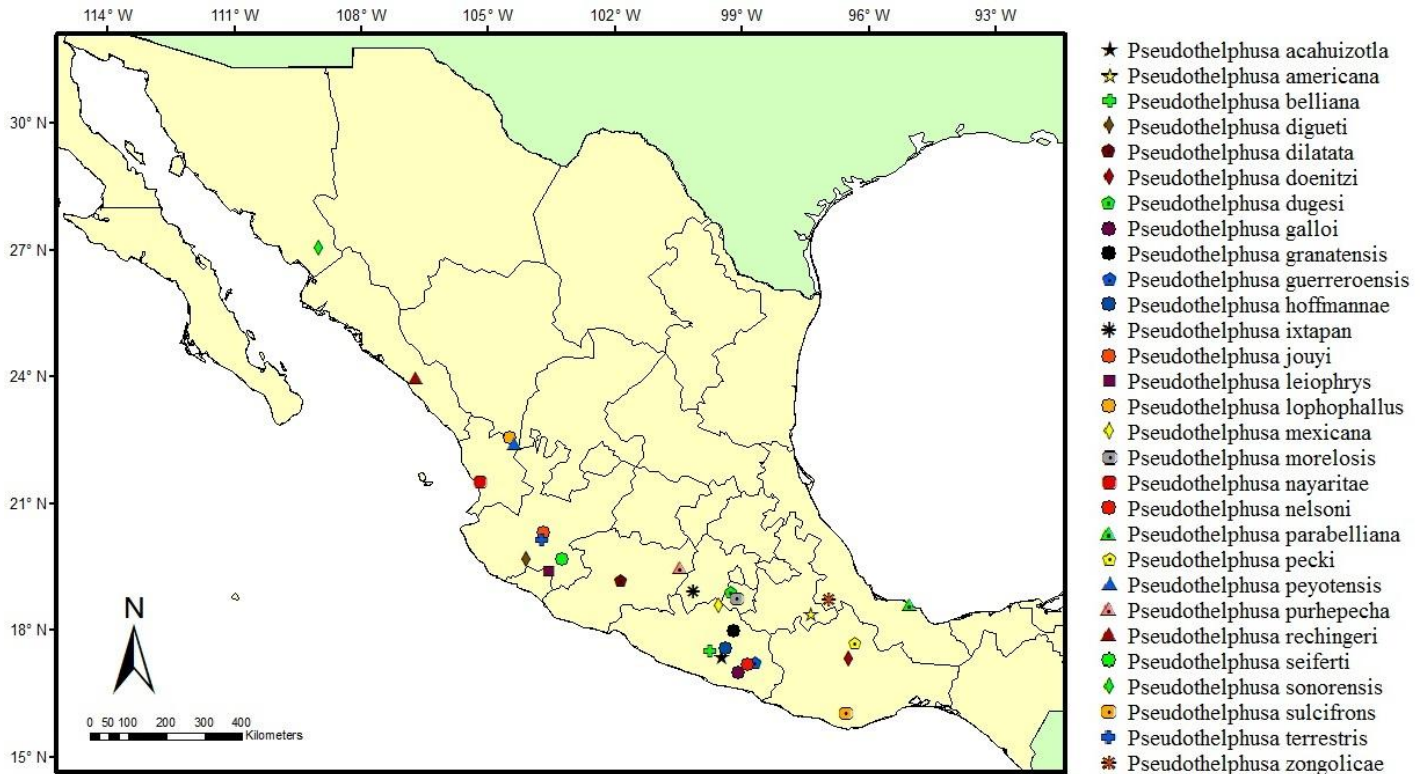 114° W 111° W 108° W 105° W 102° W 99° W 96° W 93° W
30° N
27° N
24° N
21° N
18° N
15° N
N
0 50 100 200 300 400
Kilometers
Pseudothelphusa acahuizotla
Pseudothelphusa americana
Pseudothelphusa belliana
Pseudothelphusa digueti
Pseudothelphusa dilatata
Pseudothelphusa doenitzi
Pseudothelphusa dugesi
Pseudothelphusa galloi
Pseudothelphusa granatensis
Pseudothelphusa guerreroensis
Pseudothelphusa hoffmannae
Pseudothelphusa ixtapan
Pseudothelphusa jouyi
Pseudothelphusa leiophrys
Pseudothelphusa lophophallus
Pseudothelphusa mexicana
Pseudothelphusa morelosis
Pseudothelphusa nayaritae
Pseudothelphusa nelsoni
Pseudothelphusa parabelliana
Pseudothelphusa pecki
Pseudothelphusa peyotensis
Pseudothelphusa purhepecha
Pseudothelphusa rechingeri
Pseudothelphusa seiferti
Pseudothelphusa sonorensis
Pseudothelphusa sulcifrons
Pseudothelphusa terrestris
Pseudothelphusa zongolicae